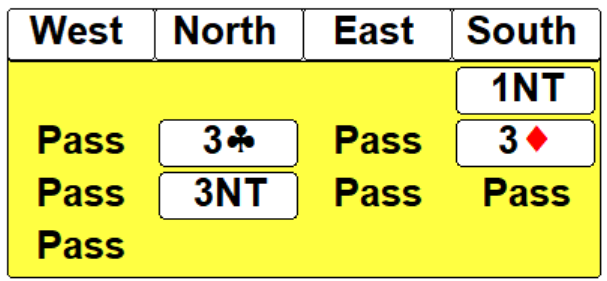 West North East South
1NT
Pass 3♣ Pass 3♦
Pass 3NT Pass Pass
Pass